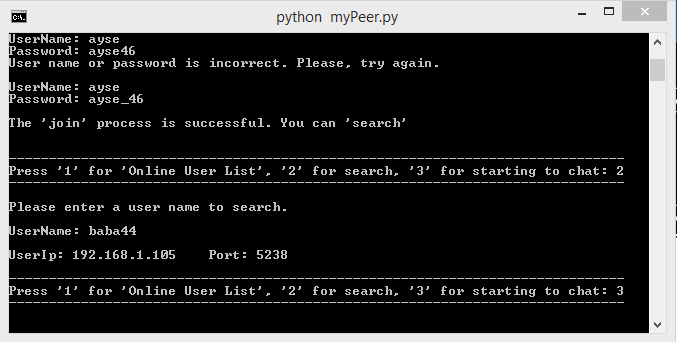 python myPeer.py
UserName: ayse
Password: ayse46
User name or password is incorrect. Please, try again.
UserName: ayse
Password: ayse_46
The 'join' process is successful. You can 'search'
-----------------------------------------------------------------------------
Press '1' for 'Online User List', '2' for search, '3' for starting to chat: 2
-----------------------------------------------------------------------------
Please enter a user name to search.
UserName: baba44
UserIp: 192.168.1.105    Port: 5238
-----------------------------------------------------------------------------
Press '1' for 'Online User List', '2' for search, '3' for starting to chat: 3
-----------------------------------------------------------------------------